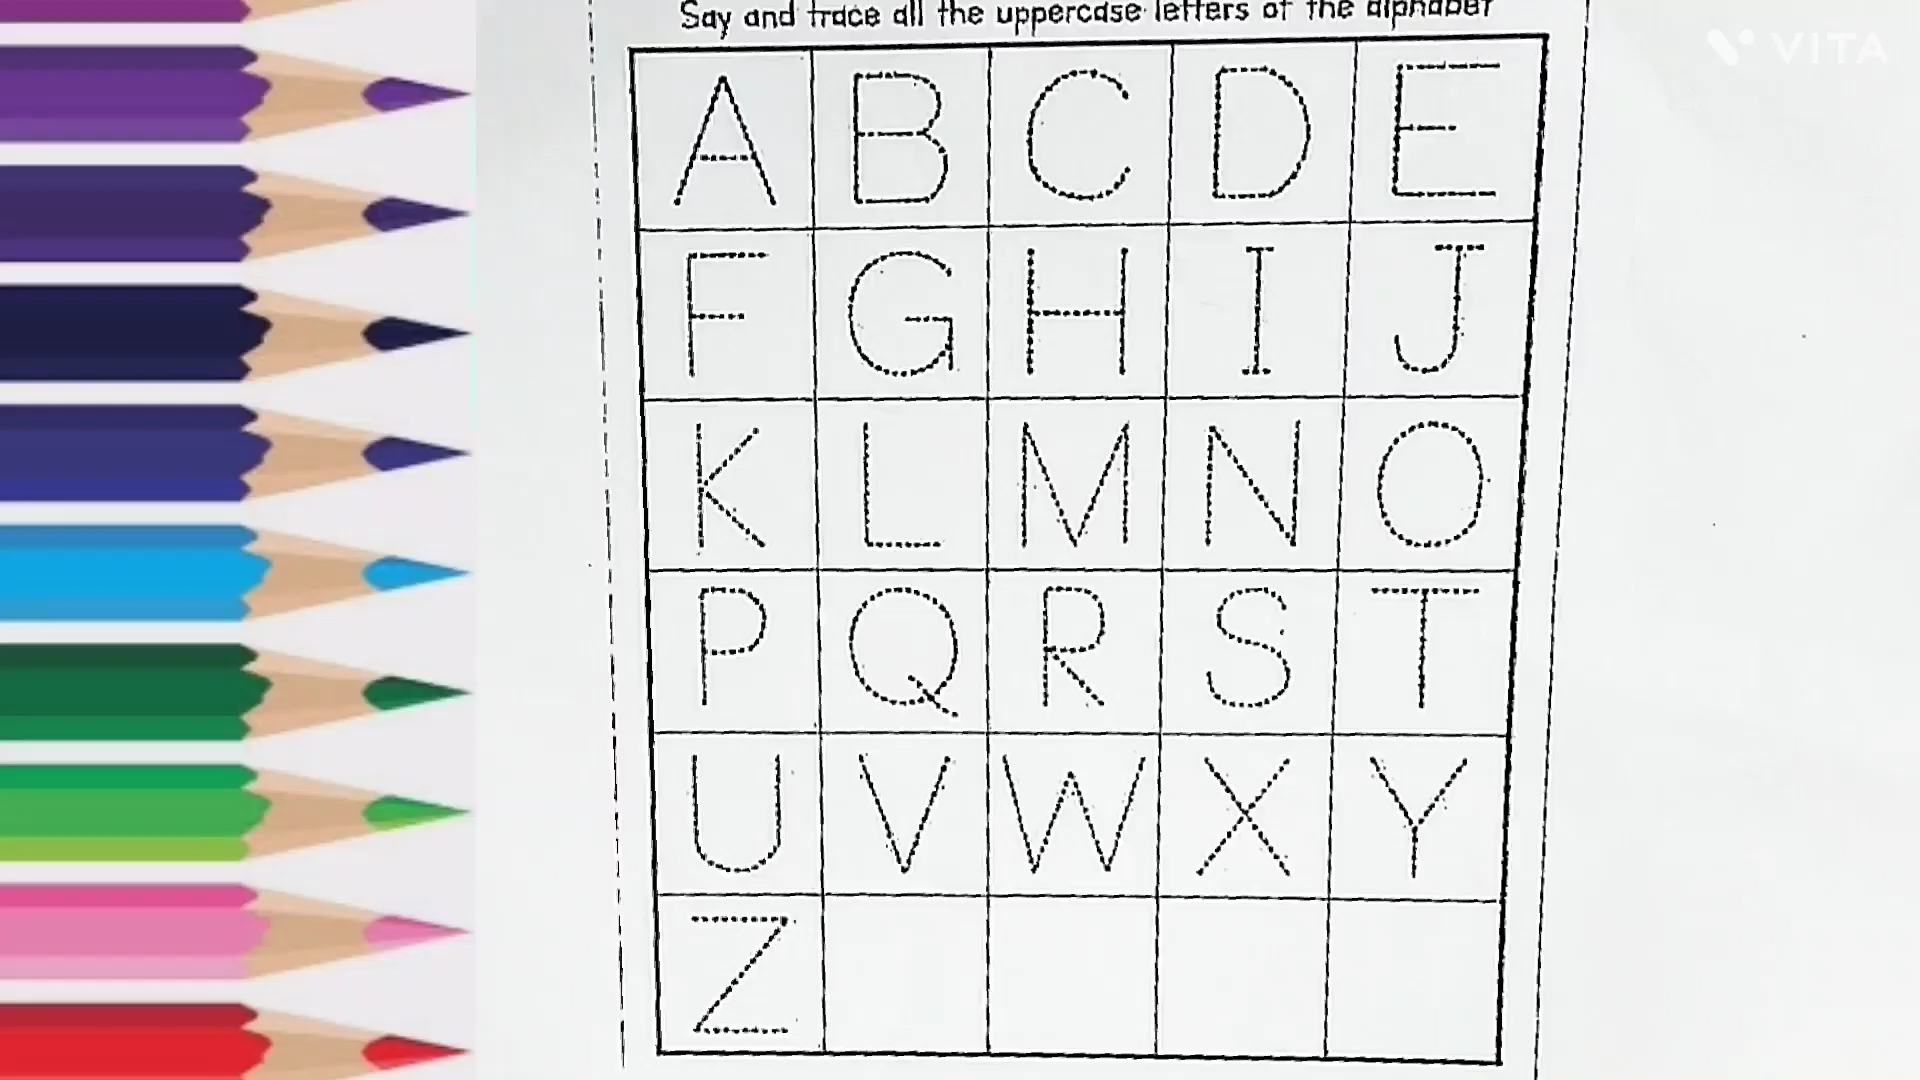 Say and trace all the uppercase letters of the alphabet
VITA
A B C D E
F G H I J
K L M N O
P Q R S T
U V W X Y
Z